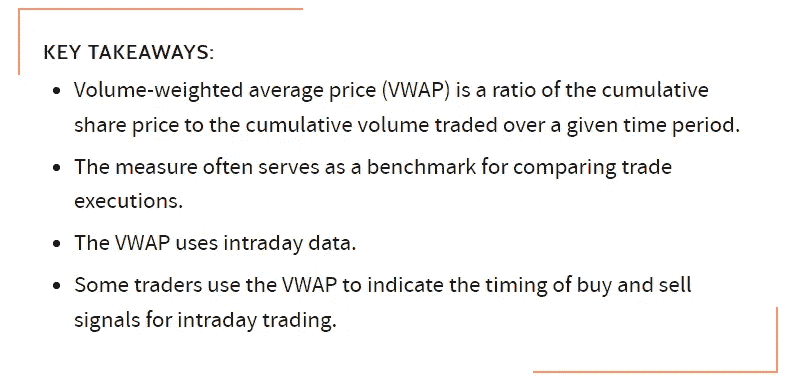 KEY TAKEAWAYS:
• Volume-weighted average price (VWAP) is a ratio of the cumulative
share price to the cumulative volume traded over a given time period.
• The measure often serves as a benchmark for comparing trade
executions.
• The VWAP uses intraday data.
• Some traders use the VWAP to indicate the timing of buy and sell
signals for intraday trading.